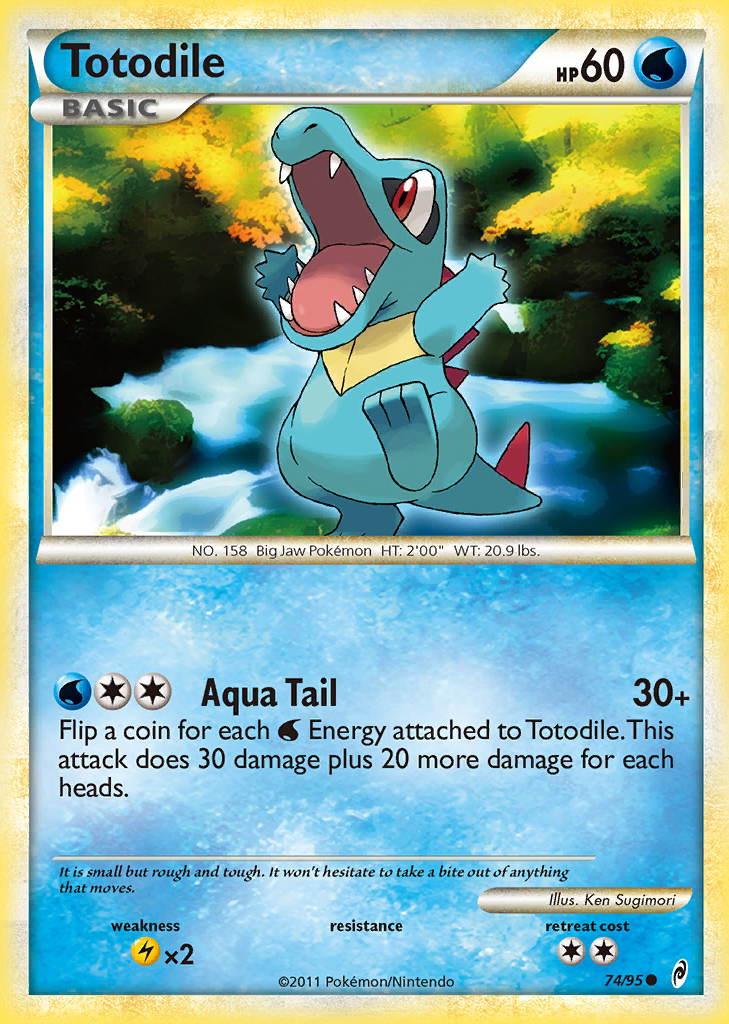 Totodile
HP60
BASIC
NO. 158 Big Jaw Pokémon HT: 2'00" WT: 20.9 lbs.
Aqua Tail 30+
Flip a coin for each Energy attached to Totodile. This
attack does 30 damage plus 20 more damage for each
heads.
It is small but rough and tough. It won't hesitate to take a bite out of anything
that moves.
Illus. Ken Sugimori
weakness resistance retreat cost
×2
©2011 Pokémon/Nintendo
74/95